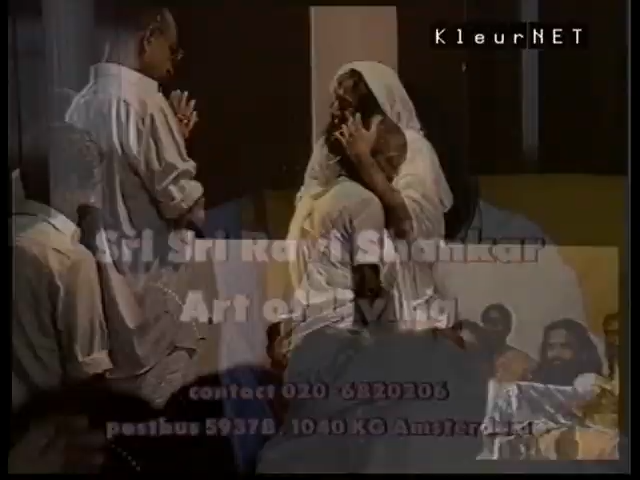 KleurNET
Sri Sri Ravi Shankar
Art of Living
contact 020 -6820206
postbus 59378, 1040 KG Amsterdam